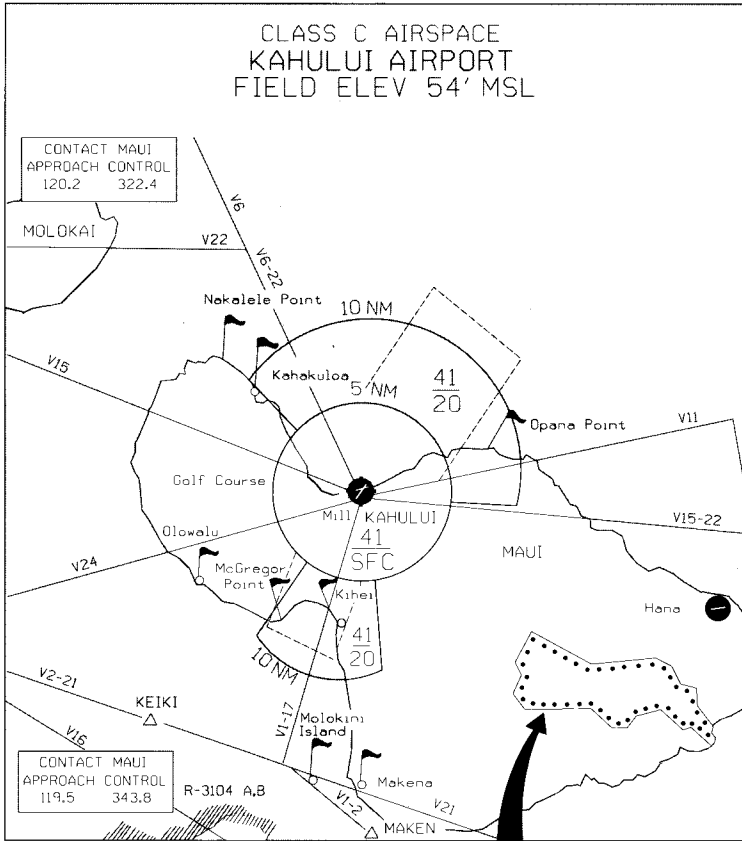 CLASS C AIRSPACE
KAHULUI AIRPORT
FIELD ELEV 54' MSL
CONTACT MAUI
APPROACH CONTROL
120.2 322.4
MOLOKAI
V6
V22
V6-22
Nakalele Point
10 NM
V15
Kahakuloa
5 NM
41
20
Opana Point
V11
Golf Course
Mill
KAHULUI
V15-22
41
SFC
Olowalu
MAUI
V24
McGregor
Point
Kihei
Hana
41
20
10 NM
V2-21
KEIKI
V1-17
V16
Molokini
Island
CONTACT MAUI
APPROACH CONTROL
119.5 343.8
R-3104 A,B
Makena
V1-2
V21
MAKEN